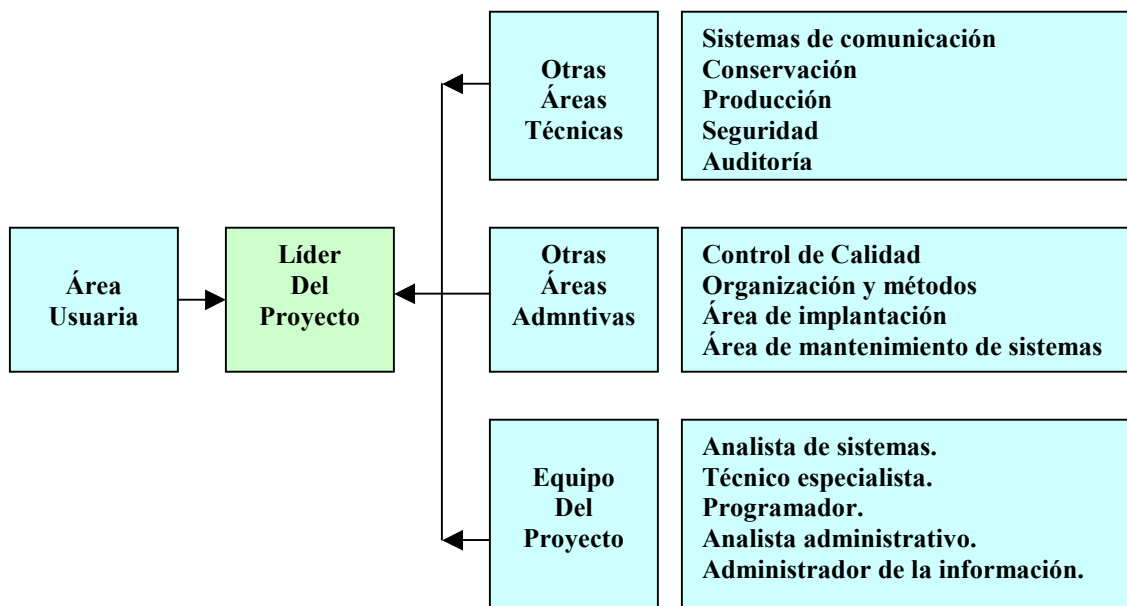 Área
Usuaria
Líder
Del
Proyecto
Otras
Áreas
Técnicas
Sistemas de comunicación
Conservación
Producción
Seguridad
Auditoría
Otras
Áreas
Admntivas
Control de Calidad
Organización y métodos
Área de implantación
Área de mantenimiento de sistemas
Equipo
Del
Proyecto
Analista de sistemas.
Técnico especialista.
Programador.
Analista administrativo.
Administrador de la información.